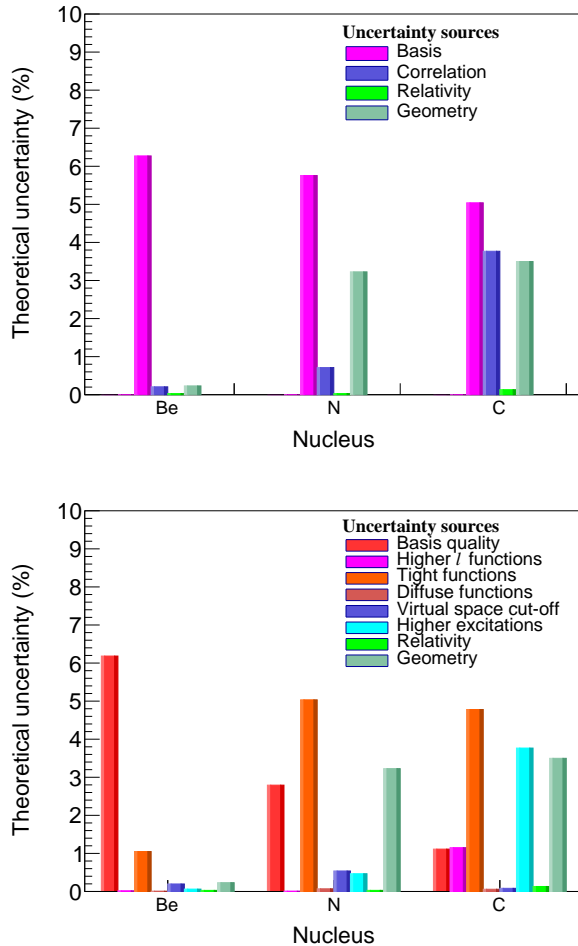 Theoretical uncertainty (%)
10
9
8
7
6
5
4
3
2
1
0
Uncertainty sources
Basis
Correlation
Relativity
Geometry
Be N C
Nucleus
Theoretical uncertainty (%)
10
9
8
7
6
5
4
3
2
1
0
Uncertainty sources
Basis quality
Higher l functions
Tight functions
Diffuse functions
Virtual space cut-off
Higher excitations
Relativity
Geometry
Be N C
Nucleus